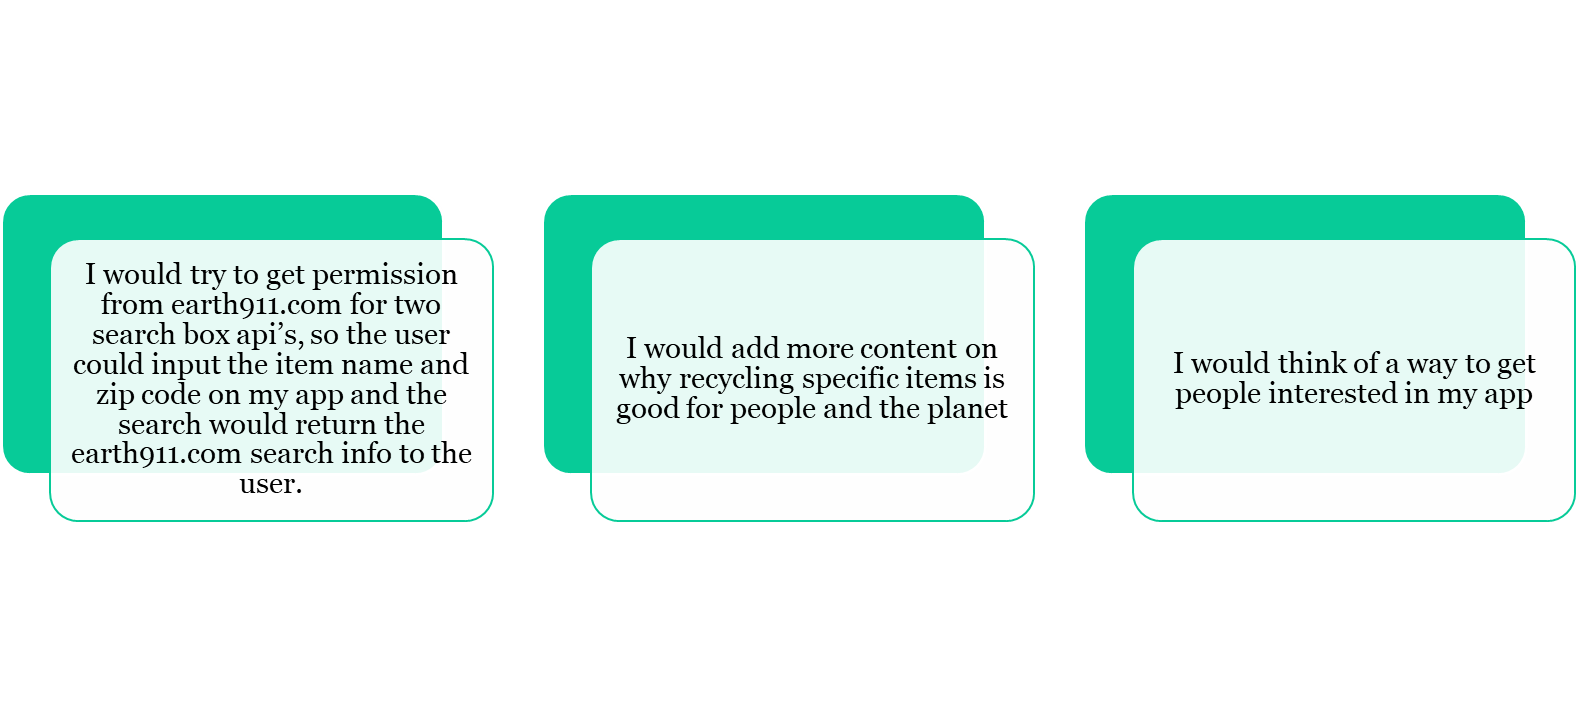 I would try to get permission
from earth911.com for two
search box api’s, so the user
could input the item name and
zip code on my app and the
search would return the
earth911.com search info to the
user.
I would add more content on
why recycling specific items is
good for people and the planet
I would think of a way to get
people interested in my app